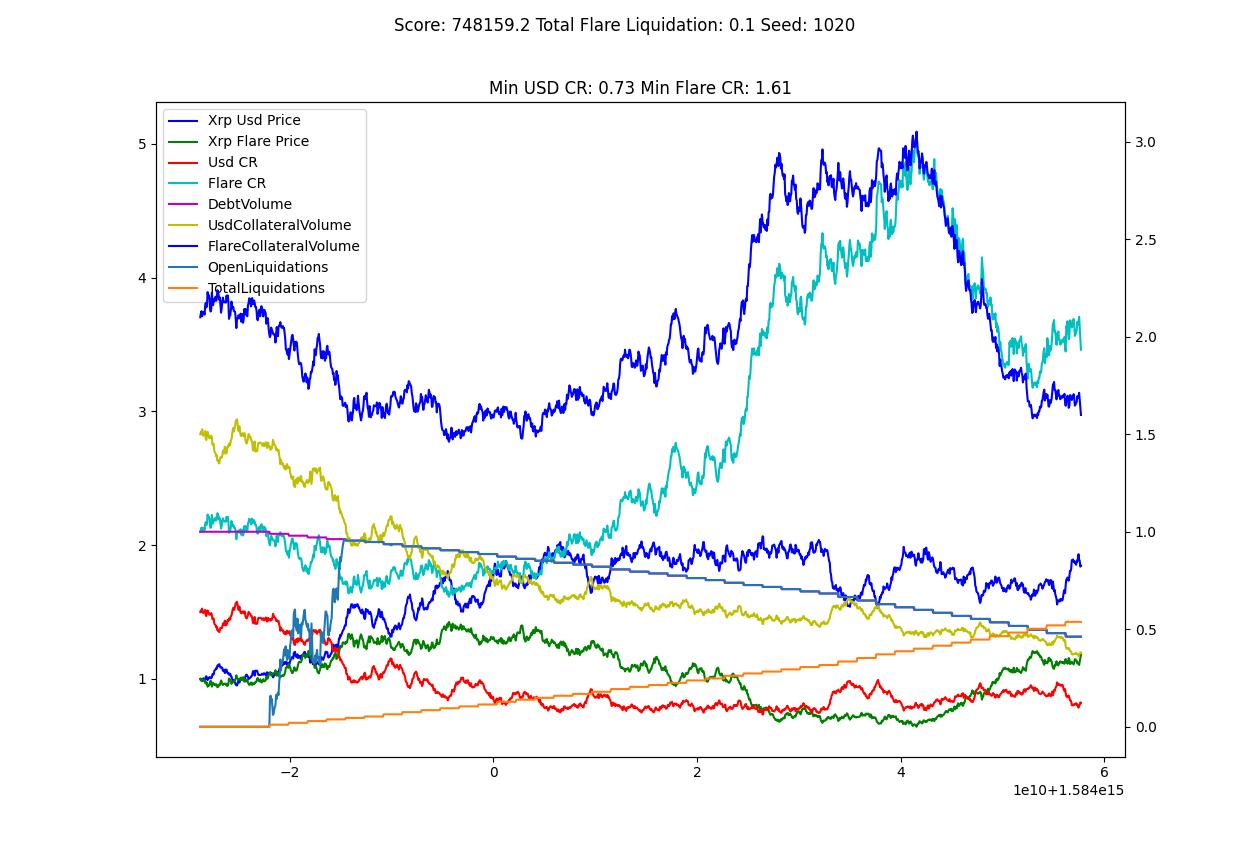 Score: 748159.2 Total Flare Liquidation: 0.1 Seed: 1020
Min USD CR: 0.73 Min Flare CR: 1.61
Xrp Usd Price
Xrp Flare Price
Usd CR
Flare CR
DebtVolume
UsdCollateralVolume
FlareCollateralVolume
OpenLiquidations
TotalLiquidations
5
4
3
2
1
3.0
2.5
2.0
1.5
1.0
0.5
0.0
−2
0
2
4
6
1e10+1.584e15